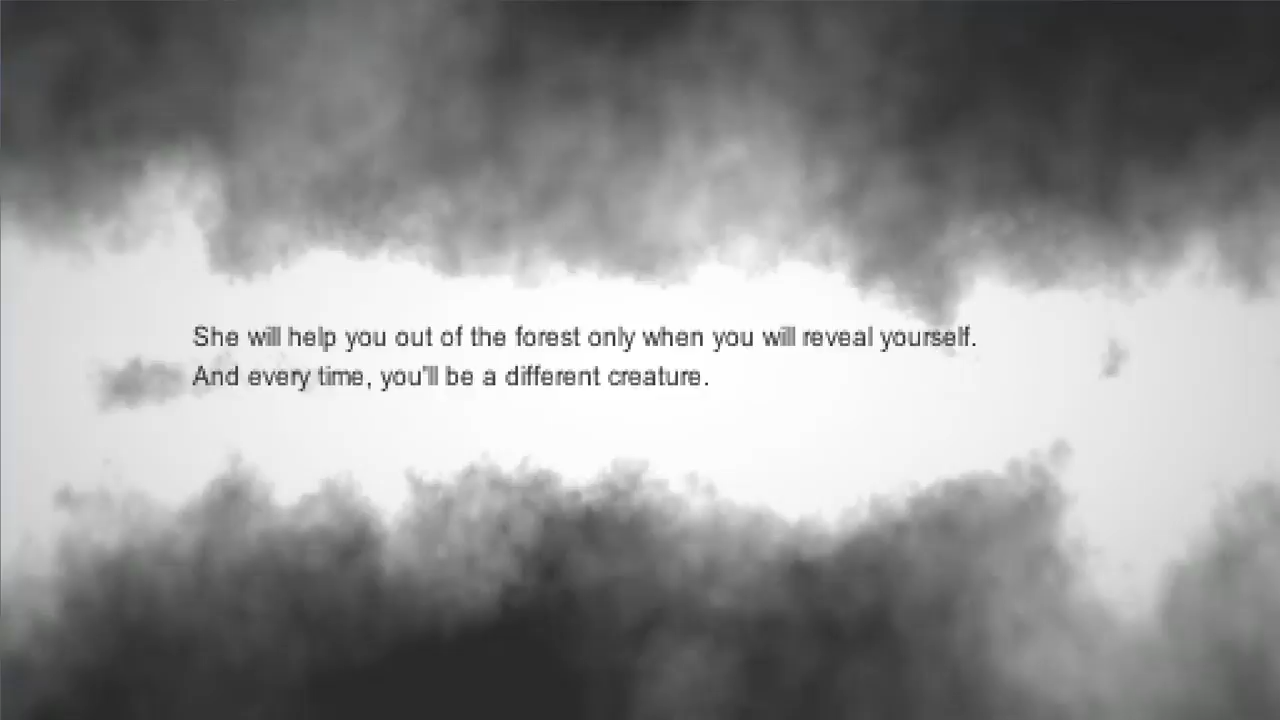 She will help you out of the forest only when you will reveal yourself.
And every time, you'll be a different creature.